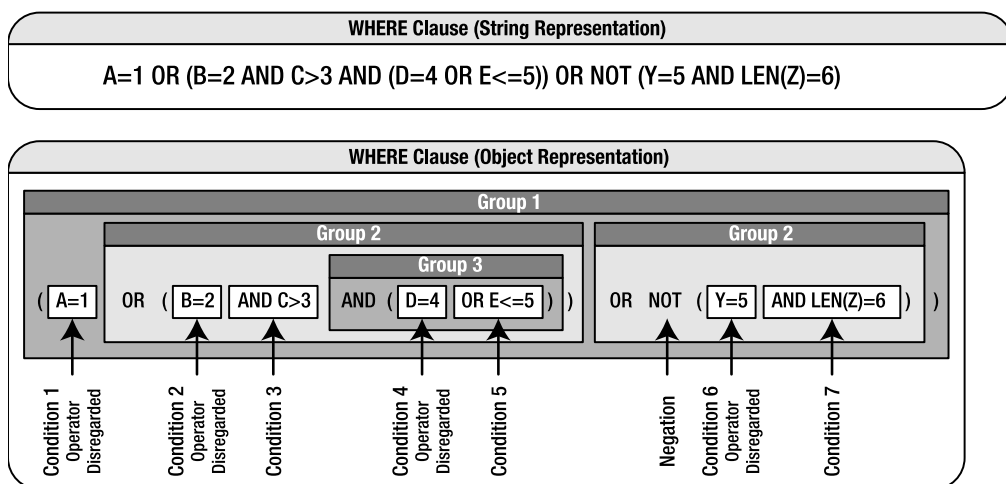 WHERE Clause (String Representation)
A=1 OR (B=2 AND C>3 AND (D=4 OR E<=5)) OR NOT (Y=5 AND LEN(Z)=6)
WHERE Clause (Object Representation)
Group 1
Group 2
Group 2
Group 3
( A=1 OR ( B=2 AND C>3 AND ( D=4 OR E<=5 ) ) OR NOT ( Y=5 AND LEN(Z)=6 ) )
Condition 1
Operator
Disregarded
Condition 2
Operator
Disregarded
Condition 3
Condition 4
Operator
Disregarded
Condition 5
Negation
Condition 6
Operator
Disregarded
Condition 7